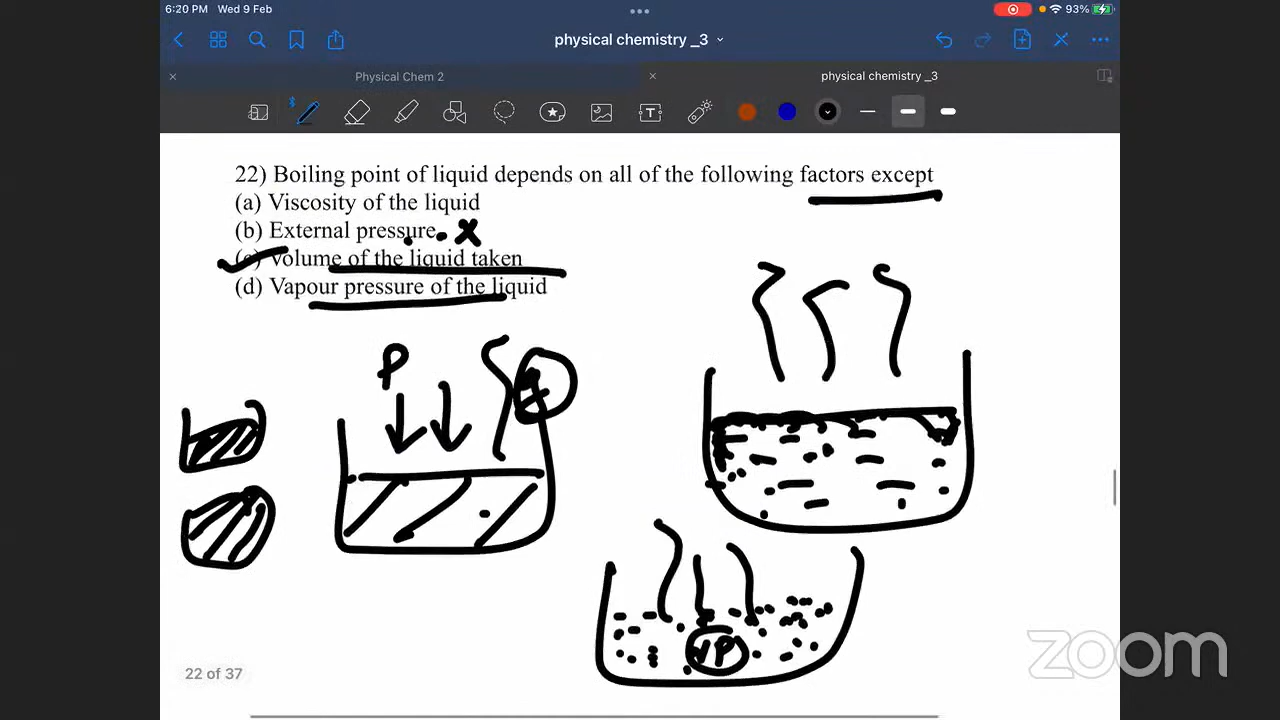 6:20 PM Wed 9 Feb
93%
physical chemistry _3
Physical Chem 2
physical chemistry _3
T
22) Boiling point of liquid depends on all of the following factors except
(a) Viscosity of the liquid
(b) External pressure x
(c) Volume of the liquid taken
(d) Vapour pressure of the liquid
P
VP
22 of 37
zoom